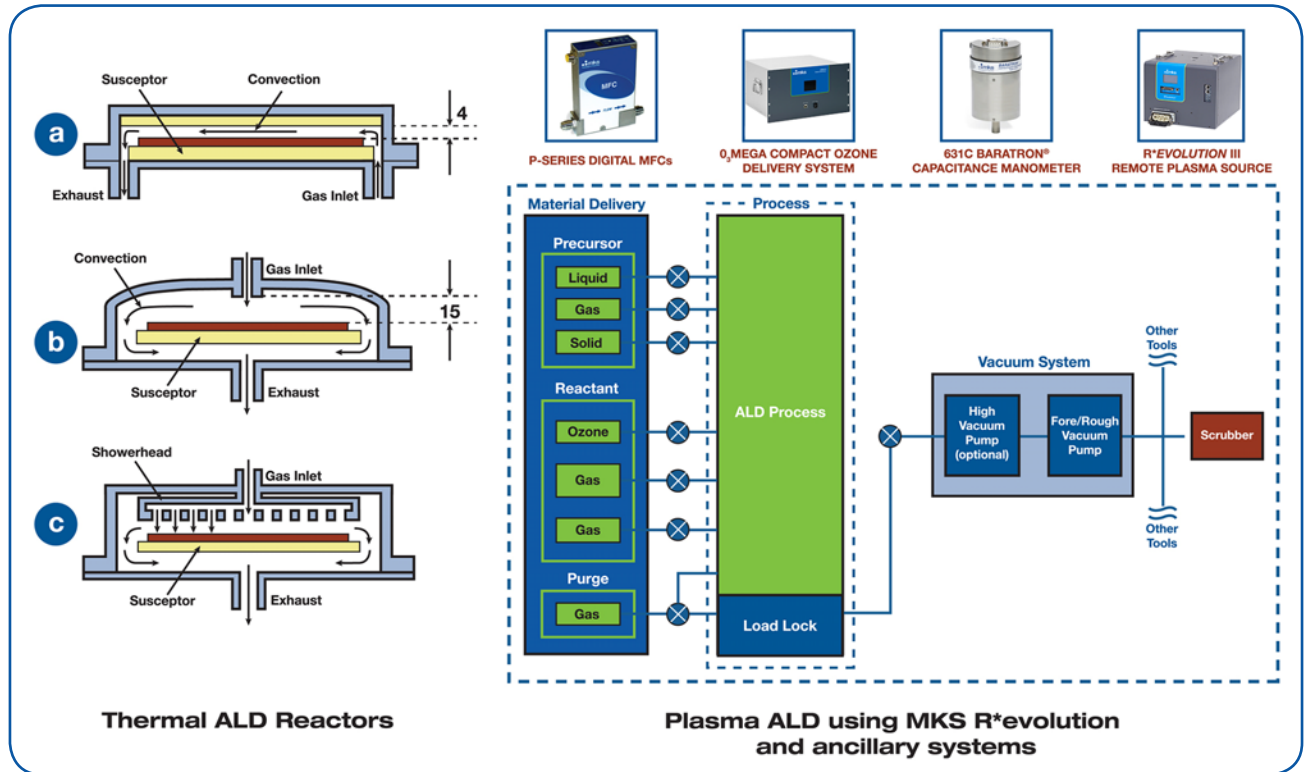 a
Susceptor
Convection
4
Exhaust
Gas Inlet
b
Convection
Gas Inlet
15
Susceptor
Exhaust
c
Showerhead
Gas Inlet
Susceptor
Exhaust
Thermal ALD Reactors
mks
MFC
P-SERIES DIGITAL MFCs
O3MEGA COMPACT OZONE
DELIVERY SYSTEM
631C BARATRON®
CAPACITANCE MANOMETER
R*EVOLUTION III
REMOTE PLASMA SOURCE
Material Delivery
Precursor
Liquid
Gas
Solid
Reactant
Ozone
Gas
Gas
Purge
Gas
Process
ALD Process
Load Lock
Vacuum System
High
Vacuum
Pump
(optional)
Fore/Rough
Vacuum
Pump
Other
Tools
Scrubber
Other
Tools
Plasma ALD using MKS R*evolution
and ancillary systems